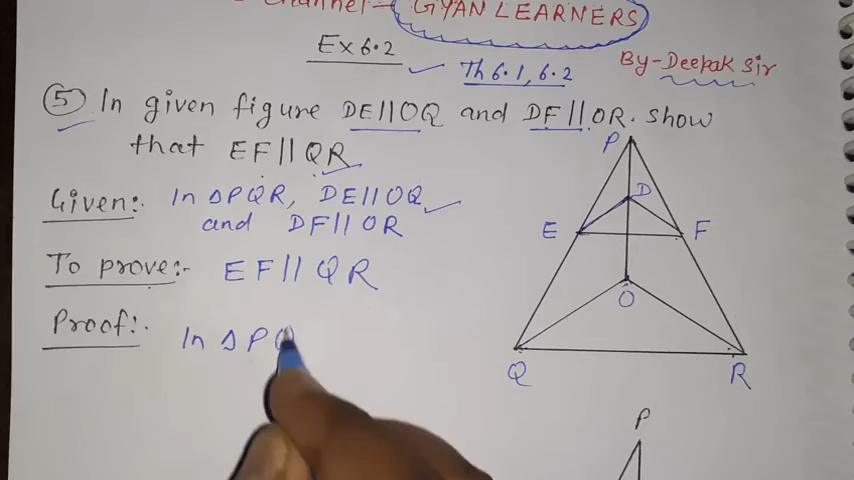 Channel - GYAN LEARNERS
Ex 6.2
Th 6.1, 6.2
By-Deepak Sir
5 In given figure DE||OQ and DF||OR. show
that EF||QR
Given:. In ΔPQR, DE||OQ
and DF||OR
To prove:- EF||QR
Proof:. In ΔP
P
D
E
F
O
Q
R
P